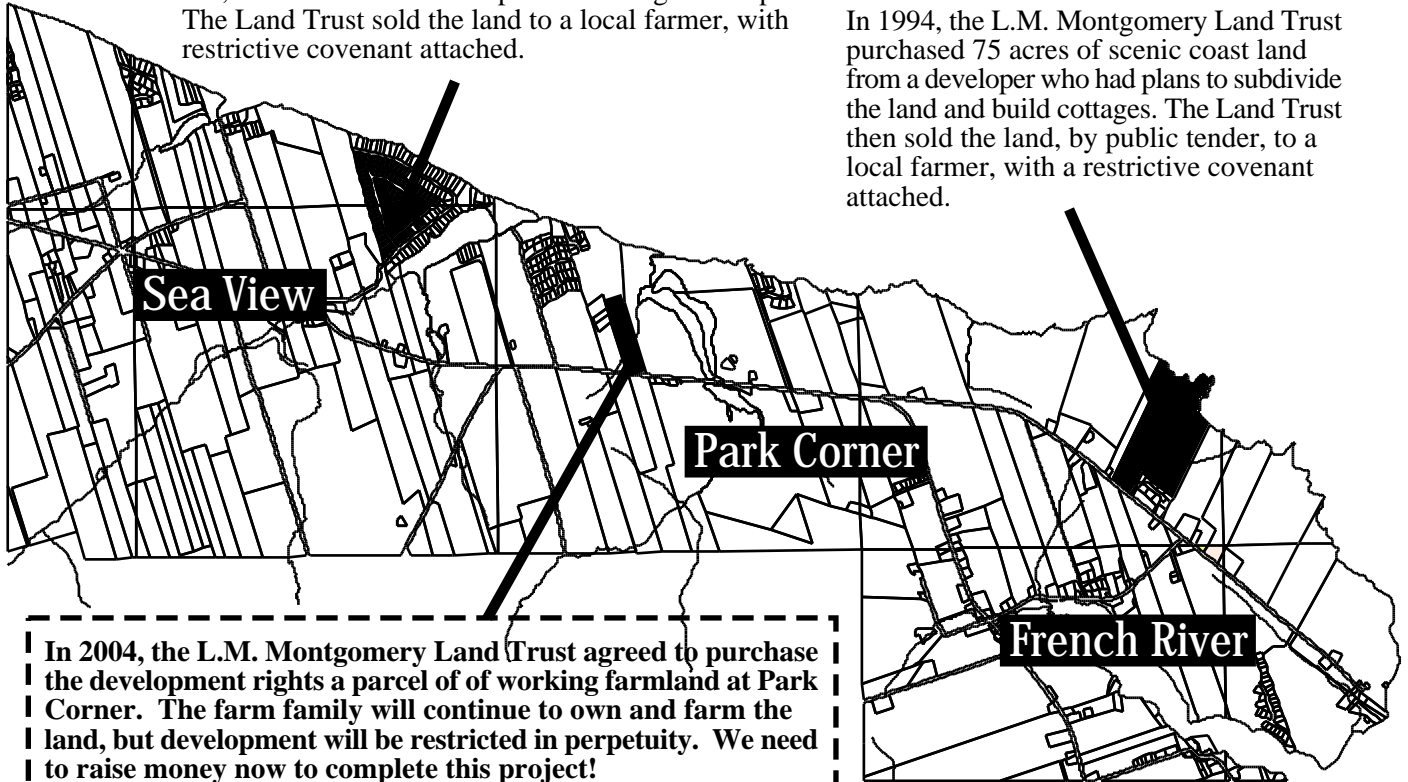 The Land Trust sold the land to a local farmer, with
restrictive covenant attached.
In 1994, the L.M. Montgomery Land Trust
purchased 75 acres of scenic coast land
from a developer who had plans to subdivide
the land and build cottages. The Land Trust
then sold the land, by public tender, to a
local farmer, with a restrictive covenant
attached.
Sea View
Park Corner
French River
In 2004, the L.M. Montgomery Land Trust agreed to purchase
the development rights a parcel of of working farmland at Park
Corner. The farm family will continue to own and farm the
land, but development will be restricted in perpetuity. We need
to raise money now to complete this project!